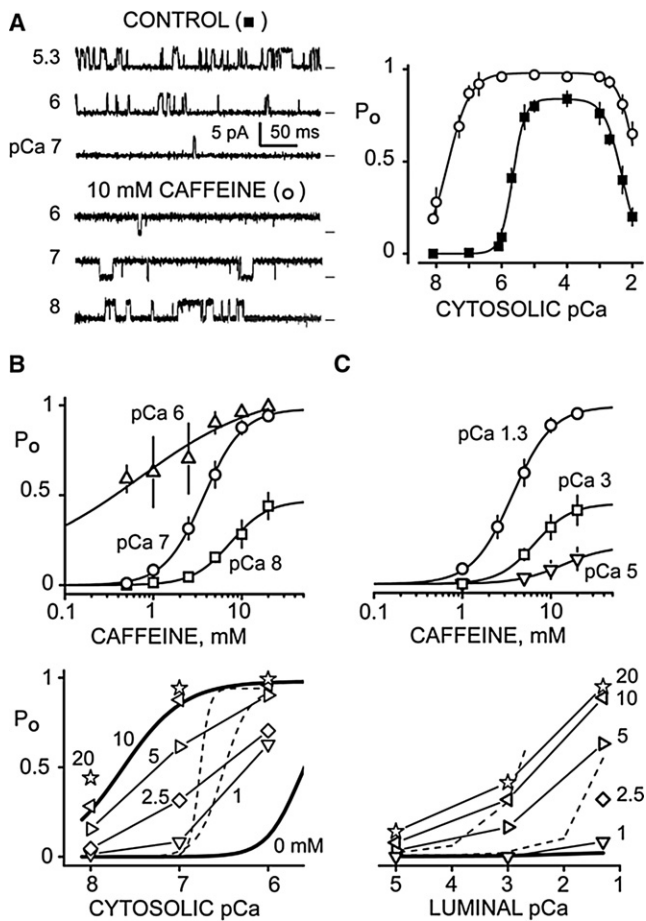 A
CONTROL (■)
5.3
6
5 pA 50 ms
pCa 7
10 mM CAFFEINE (○)
6
7
8
Po
1
0.5
0
8 6 4 2
CYTOSOLIC pCa
B
Po
1
0.5
0
pCa 6
pCa 7
pCa 8
0.1 1 10
CAFFEINE, mM
C
pCa 1.3
pCa 3
pCa 5
0.1 1 10
CAFFEINE, mM
Po
1
0.5
0
20
10
5
2.5
1
0 mM
8 7 6
CYTOSOLIC pCa
20
10
5
2.5
1
5 3 2 1
LUMINAL pCa